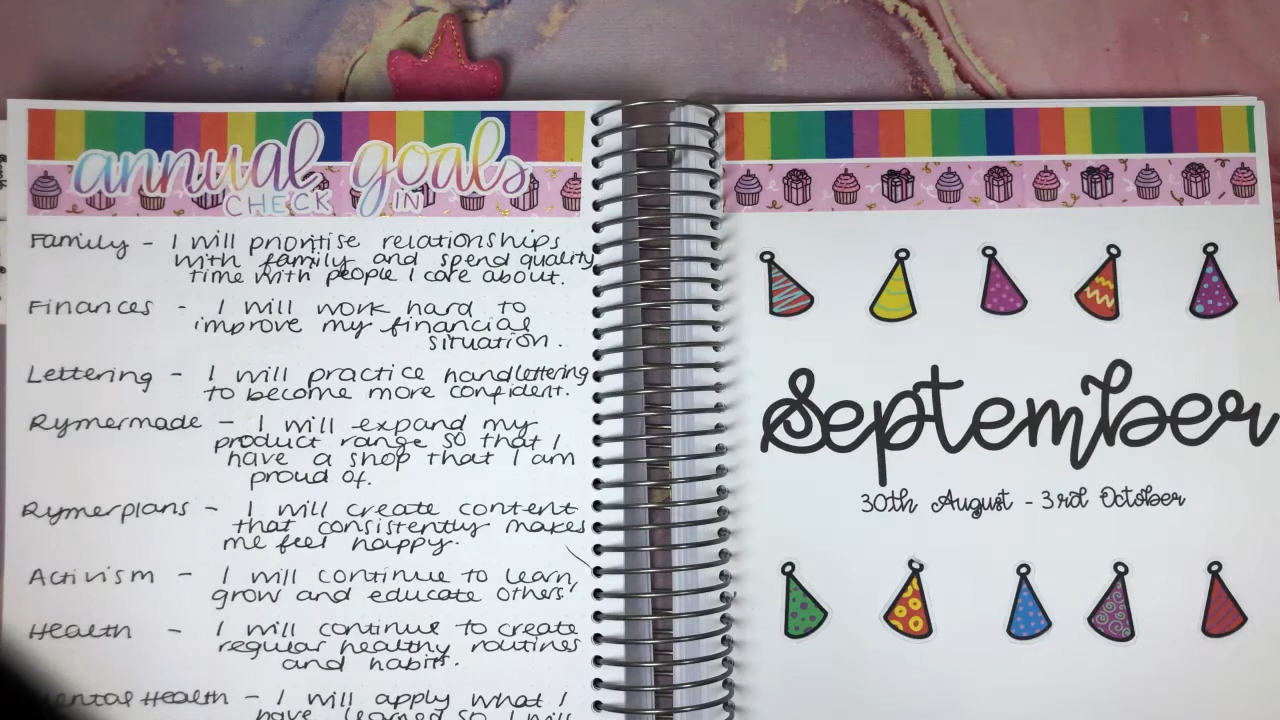 annual goals
CHECK IN
Family - I will prioritise relationships
with family and spend quality
time with people I care about.
Finances - I will work hard to
improve my financial
situation.
Lettering - I will practice handlettering
to become more confident.
Rymermade - I will expand my
product range so that I
have a shop that I am
proud of.
Rymerplans - I will create content
that consistently makes
me feel happy.
Activism - I will continue to learn,
grow and educate others.
Health - I will continue to create
regular healthy routines
and habits.
Mental Health - I will apply what I
have learned so I will
September
30th August - 3rd October